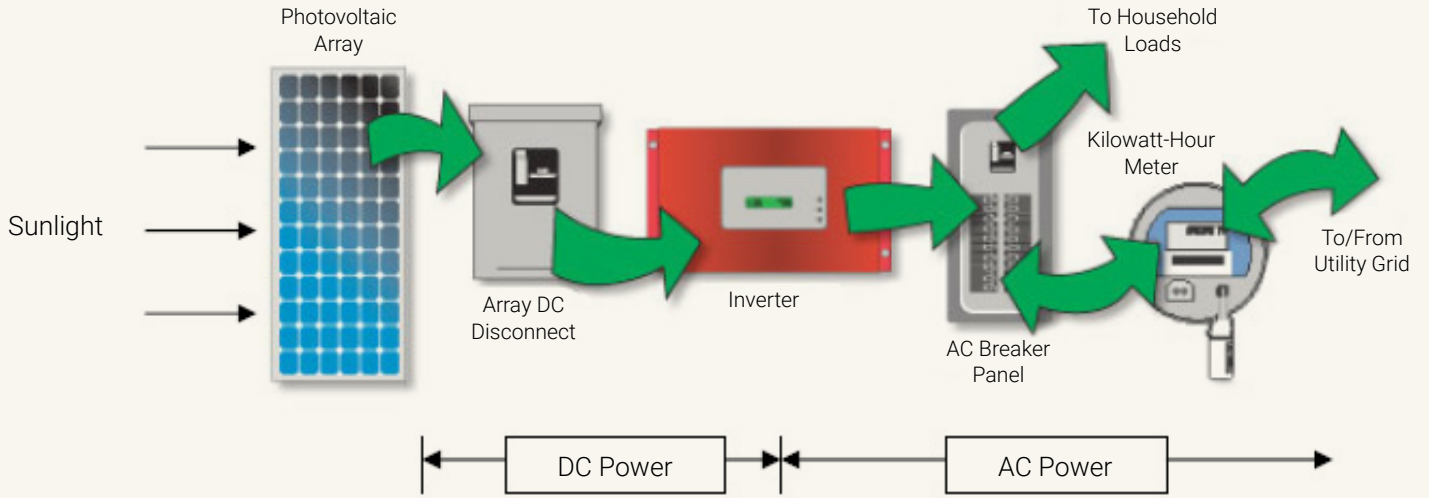 Photovoltaic
Array
To Household
Loads
Kilowatt-Hour
Meter
Sunlight
To/From
Utility Grid
Array DC
Disconnect
Inverter
AC Breaker
Panel
DC Power
AC Power